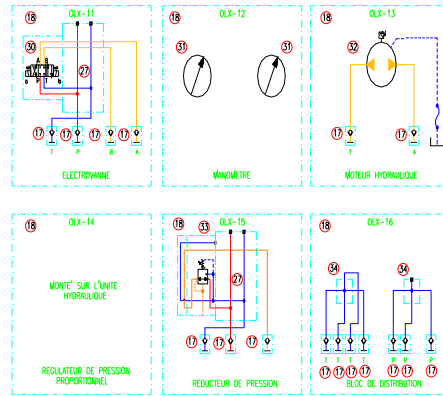 18 OLX-11
30
27
17 17 17 17
T P B A
ELECTROVANNE
18 OLX-12
31 31
MANOMETRE
18 OLX-13
32
17 17
T A
MOTEUR HYDRAULIQUE
18 OLX-14
MONTE' SUR L'UNITE
HYDRAULIQUE
REGULATEUR DE PRESSION
PROPORTIONNEL
18 33 OLX-15
27
17 17 17
REDUCTEUR DE PRESSION
18 OLX-16
34 34
T T T T P P P
17 17 17 17 17 17 17
BLOC DE DISTRIBUTION